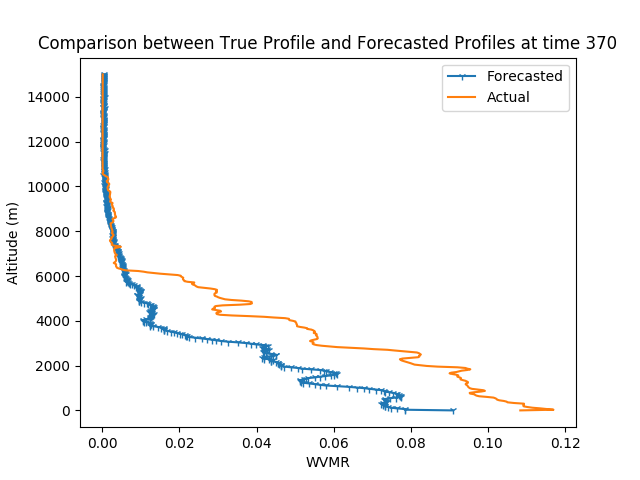 Comparison between True Profile and Forecasted Profiles at time 370
Forecasted
Actual
14000
12000
10000
8000
6000
4000
2000
0
Altitude (m)
0.00 0.02 0.04 0.06 0.08 0.10 0.12
WVMR